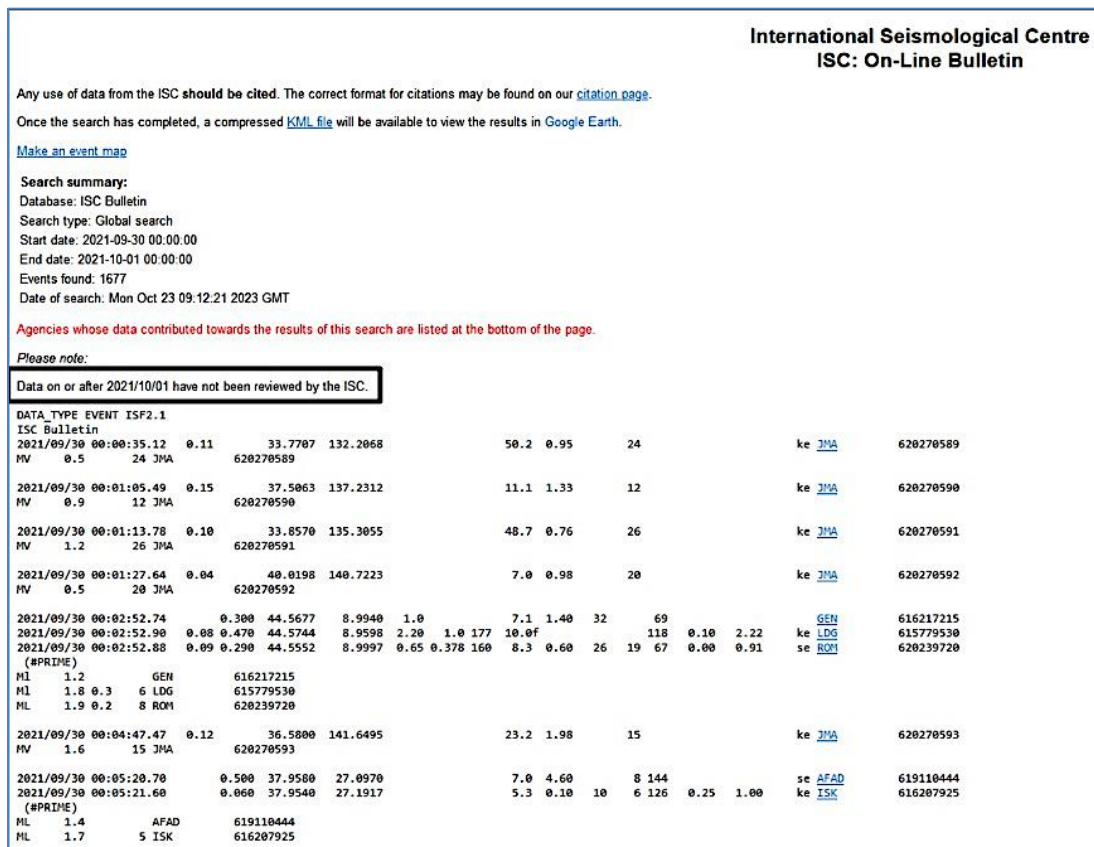 International Seismological Centre
ISC: On-Line Bulletin
Any use of data from the ISC should be cited. The correct format for citations may be found on our citation page.
Once the search has completed, a compressed KML file will be available to view the results in Google Earth.
Make an event map
Search summary:
Database: ISC Bulletin
Search type: Global search
Start date: 2021-09-30 00:00:00
End date: 2021-10-01 00:00:00
Events found: 1677
Date of search: Mon Oct 23 09:12:21 2023 GMT
Agencies whose data contributed towards the results of this search are listed at the bottom of the page.
Please note:
Data on or after 2021/10/01 have not been reviewed by the ISC.
DATA_TYPE EVENT ISF2.1
ISC Bulletin
2021/09/30 00:00:35.12 0.11 33.7707 132.2068 50.2 0.95 24 ke JMA 620270589
MV 0.5 24 JMA 620270589
2021/09/30 00:01:05.49 0.15 37.5063 137.2312 11.1 1.33 12 ke JMA 620270590
MV 0.9 12 JMA 620270590
2021/09/30 00:01:13.78 0.10 33.8570 135.3055 48.7 0.76 26 ke JMA 620270591
MV 1.2 26 JMA 620270591
2021/09/30 00:01:27.64 0.04 40.0198 140.7223 7.0 0.98 20 ke JMA 620270592
MV 0.5 20 JMA 620270592
2021/09/30 00:02:52.74 0.300 44.5677 8.9940 1.0 7.1 1.40 32 69 GEN 616217215
2021/09/30 00:02:52.90 0.08 0.470 44.5744 8.9598 2.20 1.0 177 10.0f 118 0.10 2.22 ke LDG 615779530
2021/09/30 00:02:52.88 0.09 0.290 44.5552 8.9997 0.65 0.378 160 8.3 0.60 26 19 67 0.00 0.91 se ROM 620239720
(#PRIME)
Ml 1.2 GEN 616217215
Ml 1.8 0.3 6 LDG 615779530
ML 1.9 0.2 8 ROM 620239720
2021/09/30 00:04:47.47 0.12 36.5800 141.6495 23.2 1.98 15 ke JMA 620270593
MV 1.6 15 JMA 620270593
2021/09/30 00:05:20.70 0.500 37.9580 27.0970 7.0 4.60 8 144 se AFAD 619110444
2021/09/30 00:05:21.60 0.060 37.9540 27.1917 5.3 0.10 10 6 126 0.25 1.00 ke ISK 616207925
(#PRIME)
ML 1.4 AFAD 619110444
ML 1.7 5 ISK 616207925